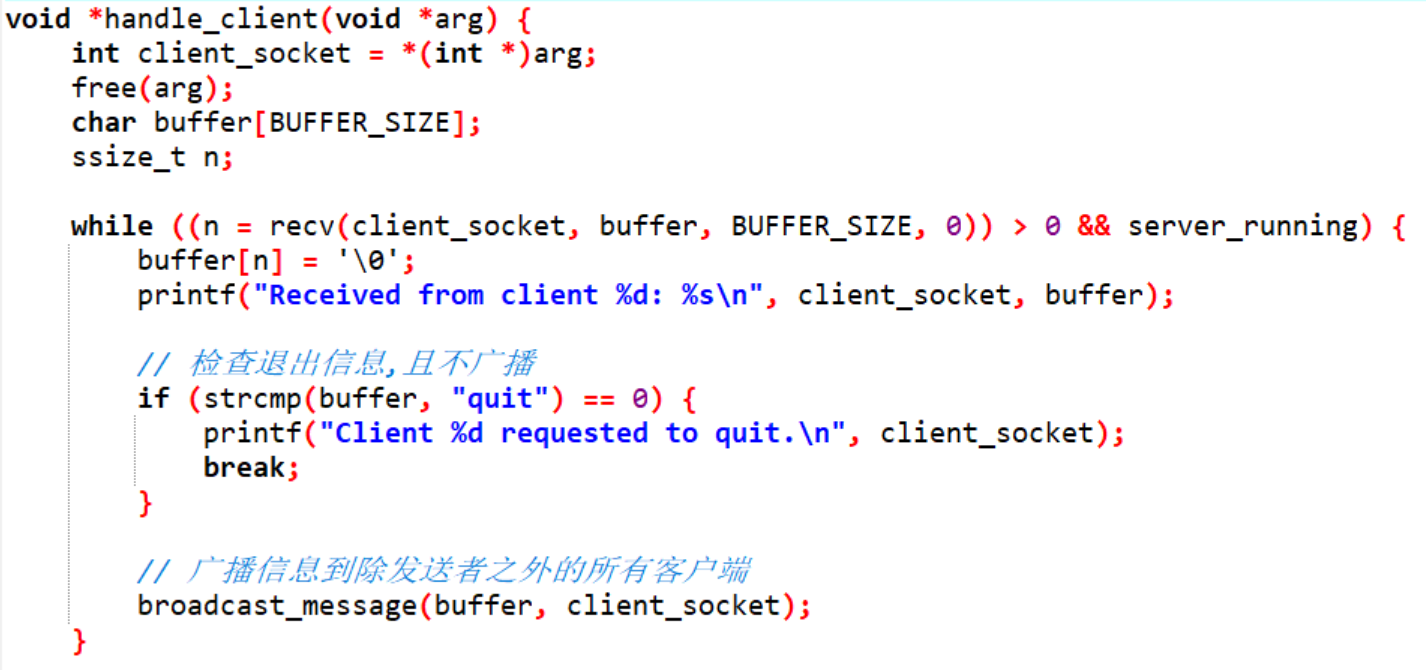 void *handle_client(void *arg) {
    int client_socket = *(int *)arg;
    free(arg);
    char buffer[BUFFER_SIZE];
    ssize_t n;

    while ((n = recv(client_socket, buffer, BUFFER_SIZE, 0)) > 0 && server_running) {
        buffer[n] = '\0';
        printf("Received from client %d: %s\n", client_socket, buffer);

        // 检查退出信息,且不广播
        if (strcmp(buffer, "quit") == 0) {
            printf("Client %d requested to quit.\n", client_socket);
            break;
        }

        // 广播信息到除发送者之外的所有客户端
        broadcast_message(buffer, client_socket);
    }